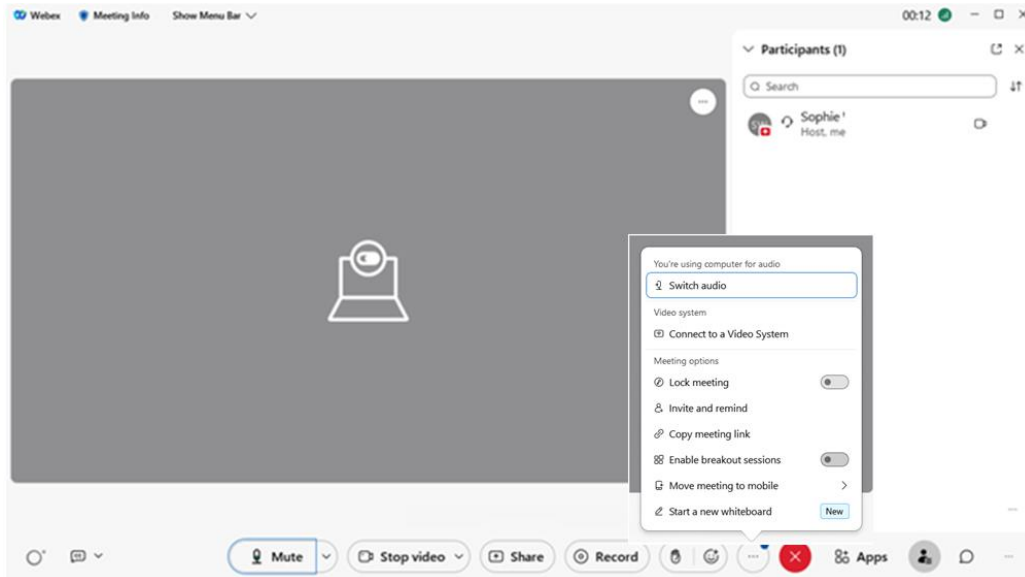 Webex Meeting Info Show Menu Bar 00:12
Participants (1)
Search
Sophie
Host, me
You're using computer for audio
Switch audio
Video system
Connect to a Video System
Meeting options
Lock meeting
Invite and remind
Copy meeting link
Enable breakout sessions
Move meeting to mobile
Start a new whiteboard New
Mute Stop video Share Record Apps